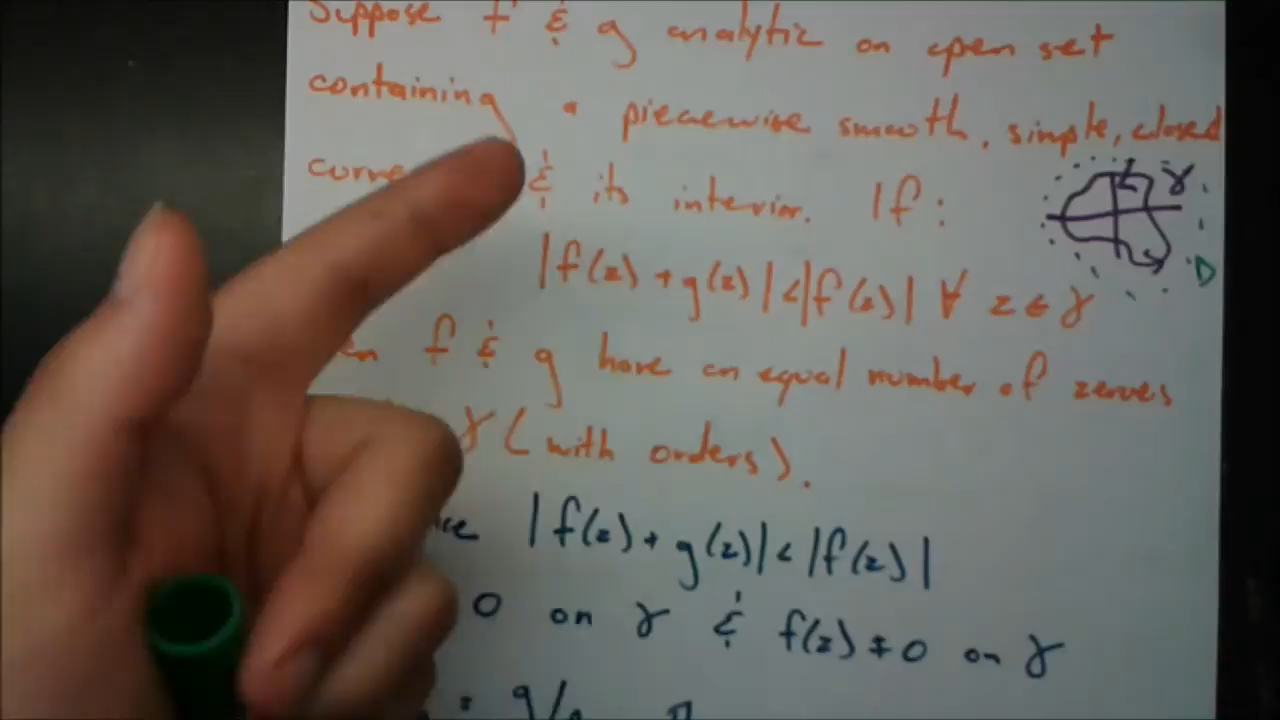 Suppose f & g analytic on open set
containing a piecewise smooth, simple, closed
curve & its interior. If:
γ
D
|f(z) + g(z)| < |f(z)| ∀ z ∈ γ
f & g have an equal number of zeroes
γ (with orders).
|f(z) + g(z)| < |f(z)|
0 on γ & f(z) ≠ 0 on γ
= g/